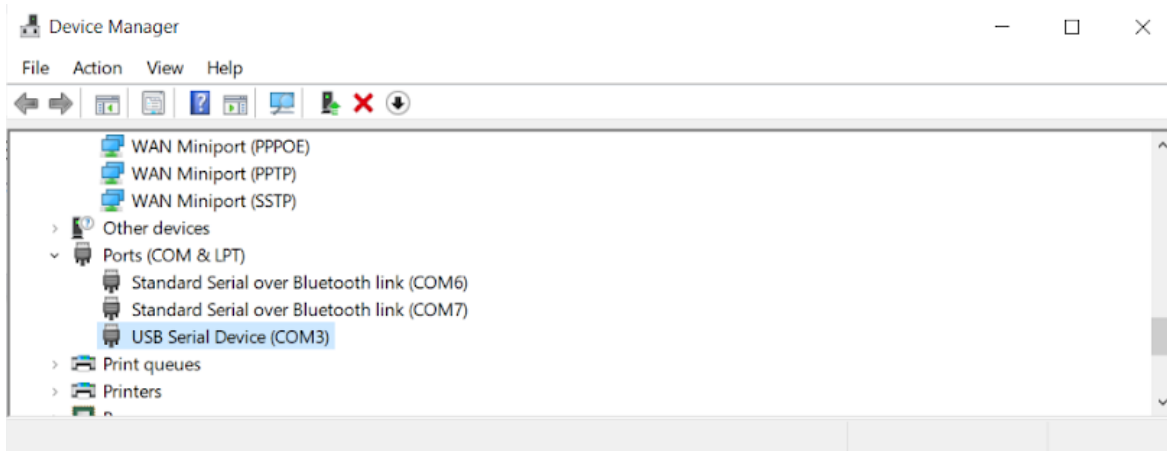 Device Manager
File Action View Help
WAN Miniport (PPPOE)
WAN Miniport (PPTP)
WAN Miniport (SSTP)
Other devices
Ports (COM & LPT)
Standard Serial over Bluetooth link (COM6)
Standard Serial over Bluetooth link (COM7)
USB Serial Device (COM3)
Print queues
Printers